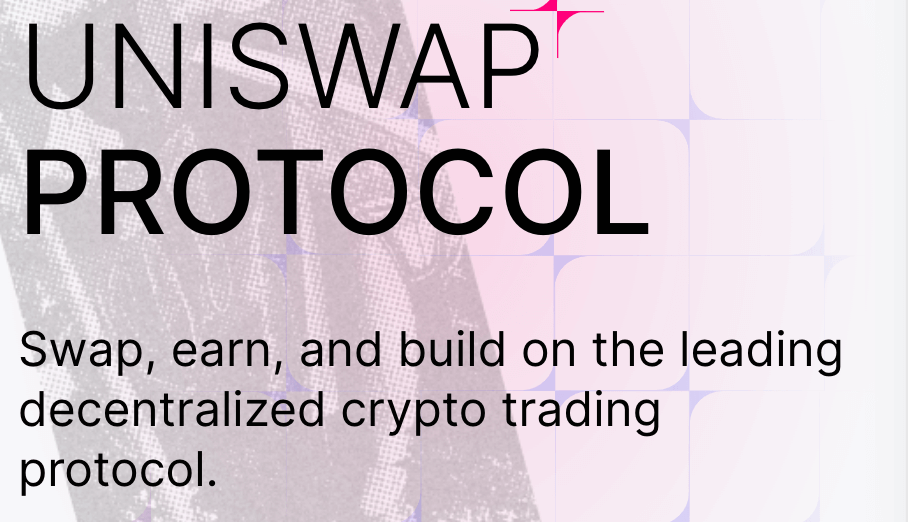 UNISWAP
PROTOCOL
Swap, earn, and build on the leading
decentralized crypto trading
protocol.